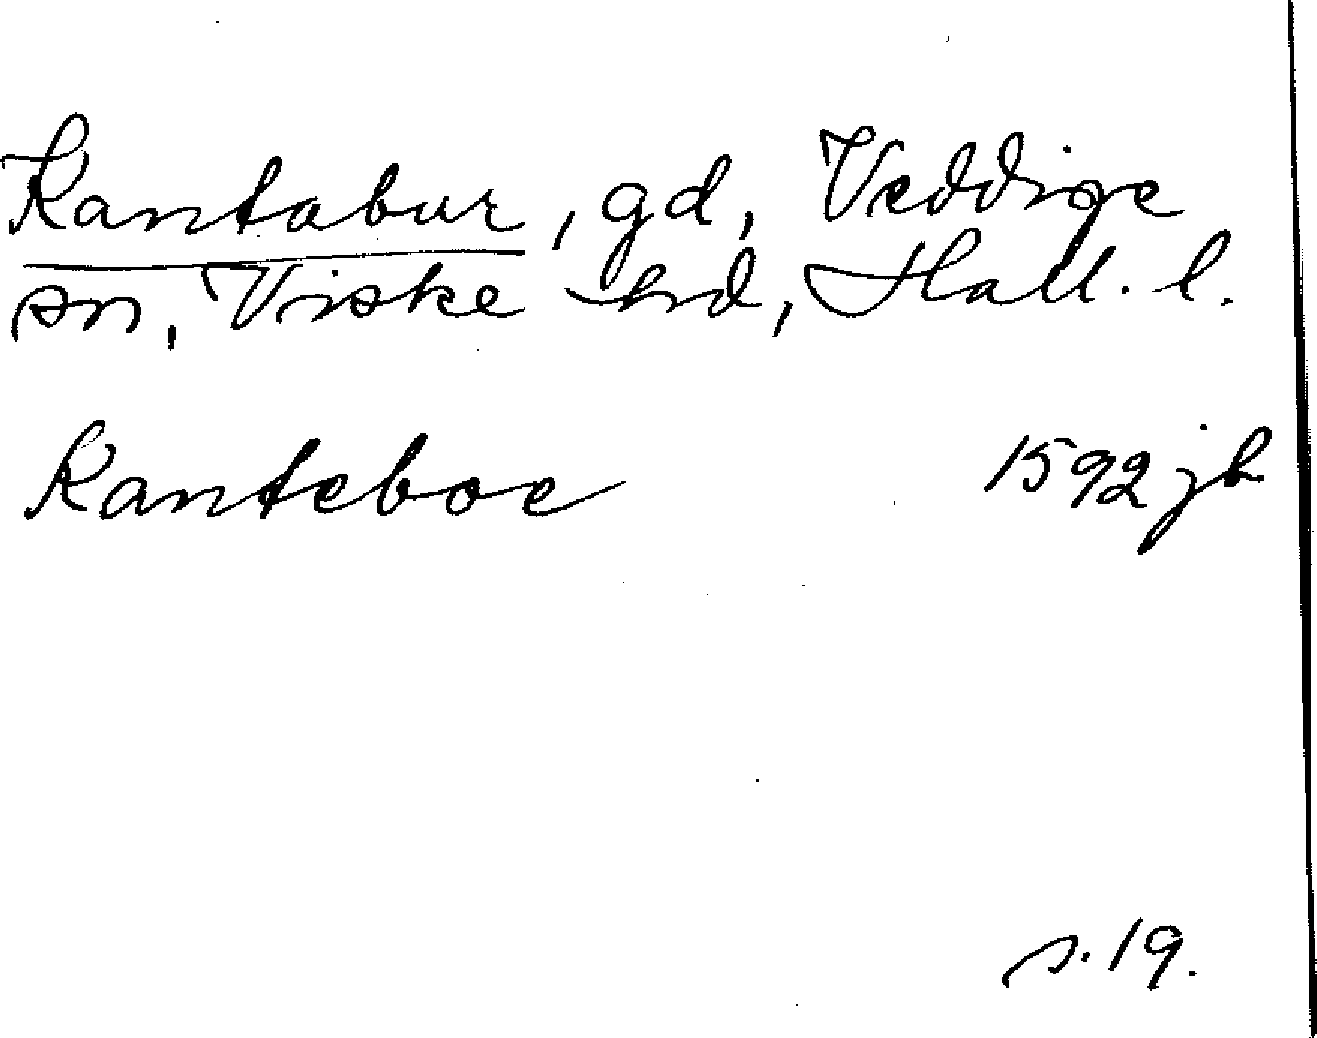 Kantabur, gd, Veddige
sn, Viske hd, Hall. l.
Kanteboe 1592 jb
s. 19.